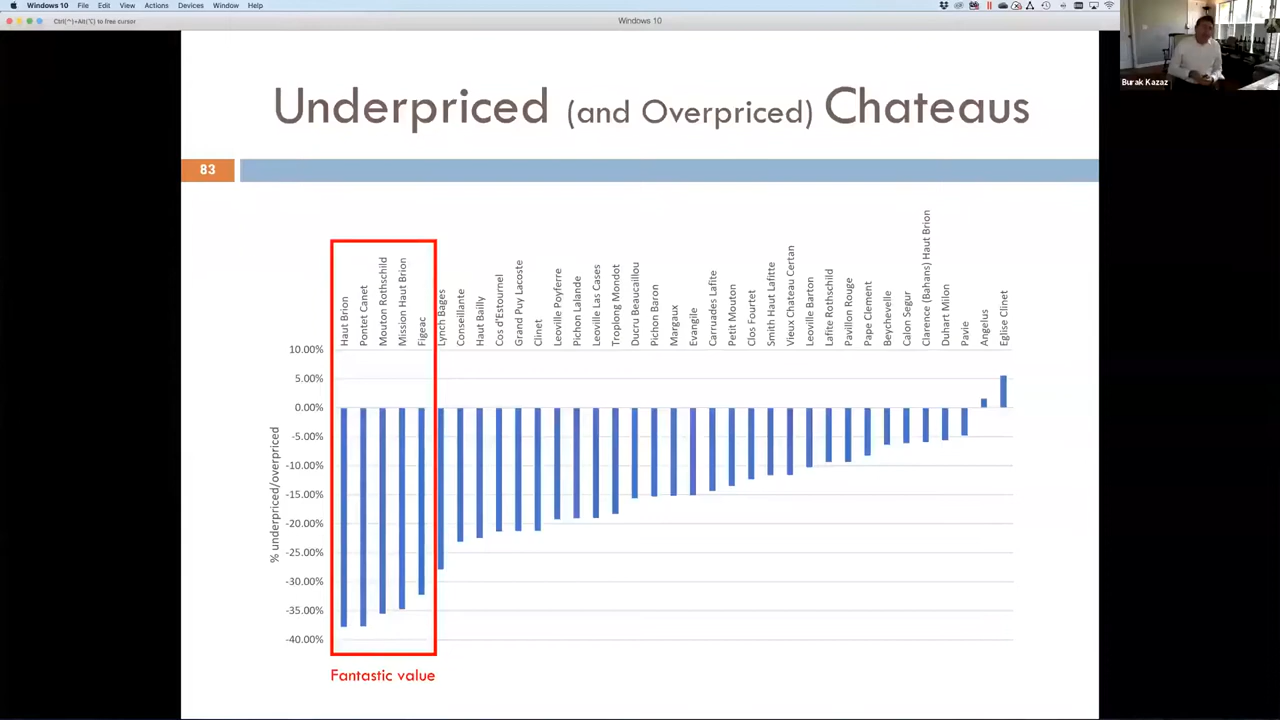 Windows 10 File Edit View Actions Devices Window Help
Ctrl(^)+Alt(⌥) to free cursor
Windows 10
Burak Kazaz
Underpriced (and Overpriced) Chateaus
83
Haut Brion
Pontet Canet
Mouton Rothschild
Mission Haut Brion
Figeac
Lynch Bages
Conseillante
Haut Bailly
Cos d'Estournel
Grand Puy Lacoste
Clinet
Leoville Poyferre
Pichon Lalande
Leoville Las Cases
Troplong Mondot
Ducru Beaucaillou
Pichon Baron
Margaux
Evangile
Carruades Lafite
Petit Mouton
Clos Fourtet
Smith Haut Lafitte
Vieux Chateau Certan
Leoville Barton
Lafite Rothschild
Pavillon Rouge
Pape Clement
Beychevelle
Calon Segur
Clarence (Bahans) Haut Brion
Duhart Milon
Pavie
Angelus
Eglise Clinet
10.00%
5.00%
0.00%
-5.00%
-10.00%
-15.00%
-20.00%
-25.00%
-30.00%
-35.00%
-40.00%
% underpriced/overpriced
Fantastic value